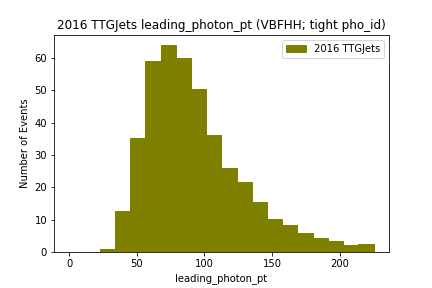 2016 TTGJets leading_photon_pt (VBFHH; tight pho_id)
2016 TTGJets
Number of Events
60
50
40
30
20
10
0
0 50 100 150 200
leading_photon_pt